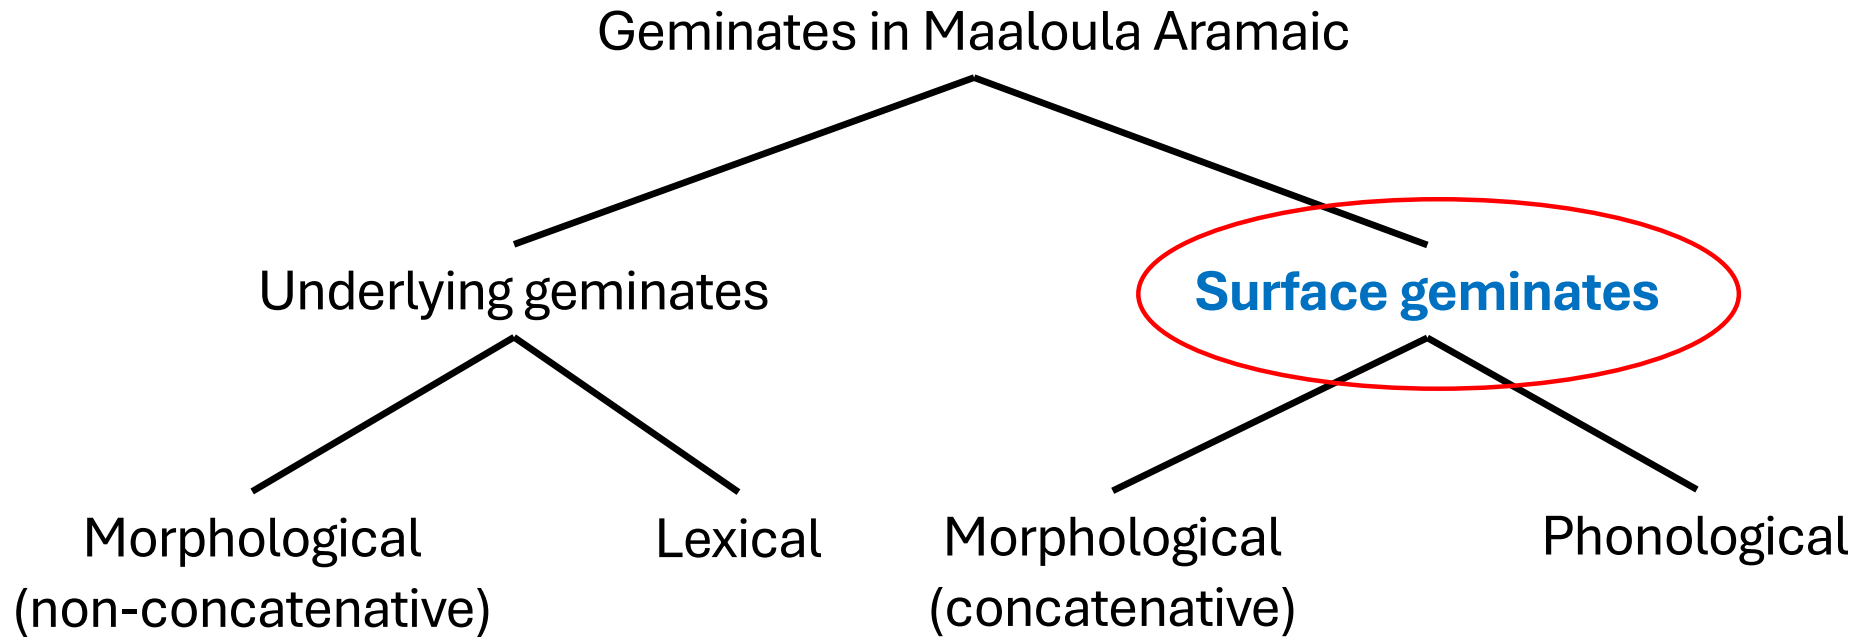 Geminates in Maaloula Aramaic
Underlying geminates
Surface geminates
Morphological
(non-concatenative)
Lexical
Morphological
(concatenative)
Phonological